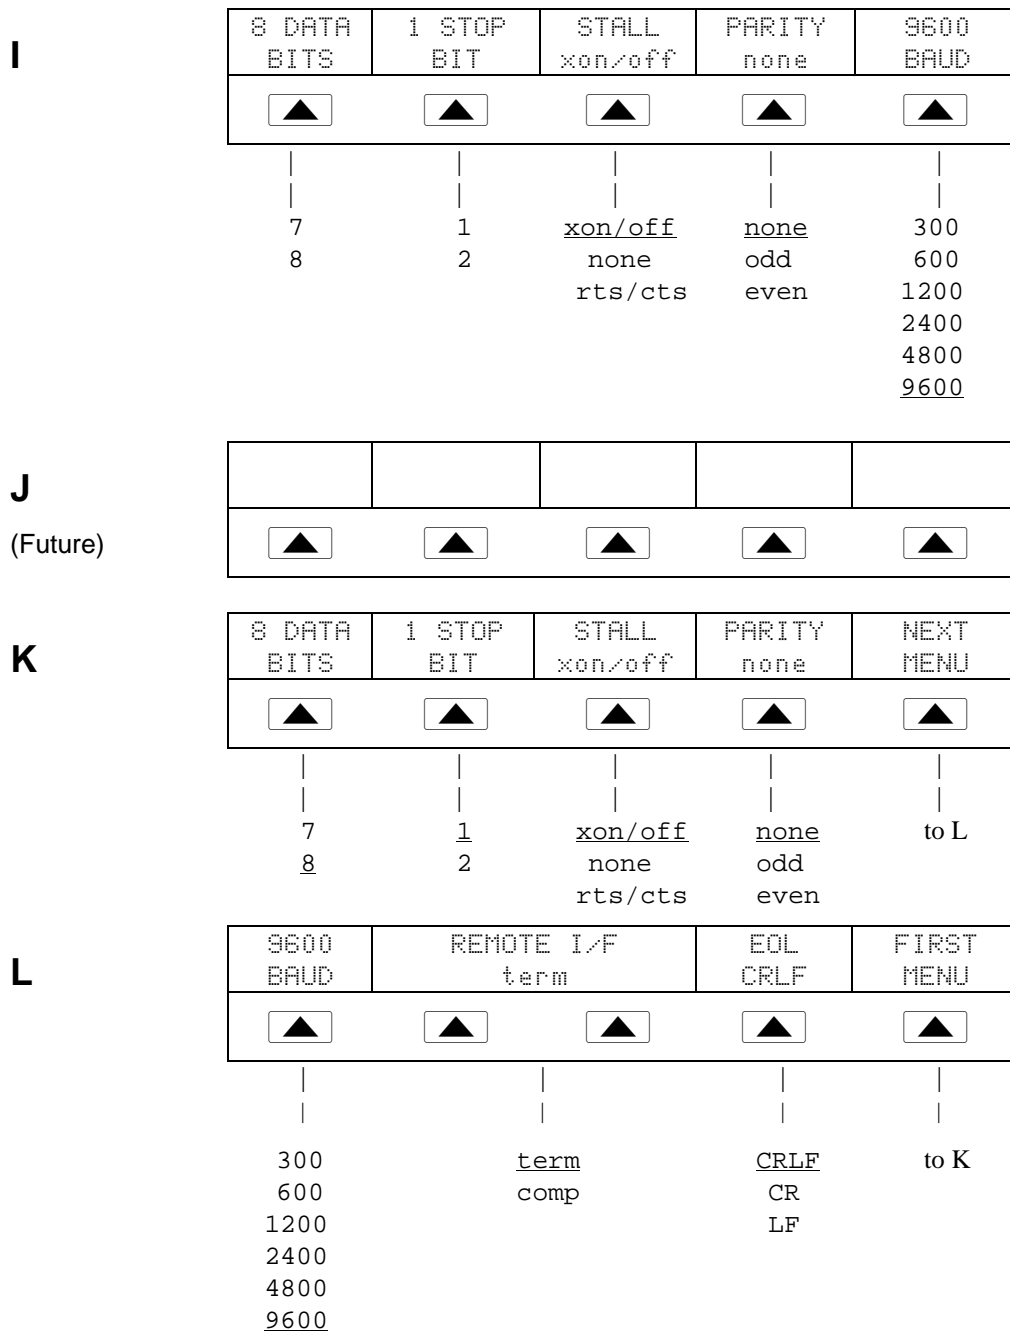 I
8 DATA 1 STOP STALL PARITY 9600
BITS BIT xon/off none BAUD
7 1 xon/off none 300
8 2 none odd 600
rts/cts even 1200
2400
4800
9600
J
(Future)
K
8 DATA 1 STOP STALL PARITY NEXT
BITS BIT xon/off none MENU
7 1 xon/off none to L
8 2 none odd
rts/cts even
L
9600 REMOTE I/F EOL FIRST
BAUD term CRLF MENU
300 term CRLF to K
600 comp CR
1200 LF
2400
4800
9600